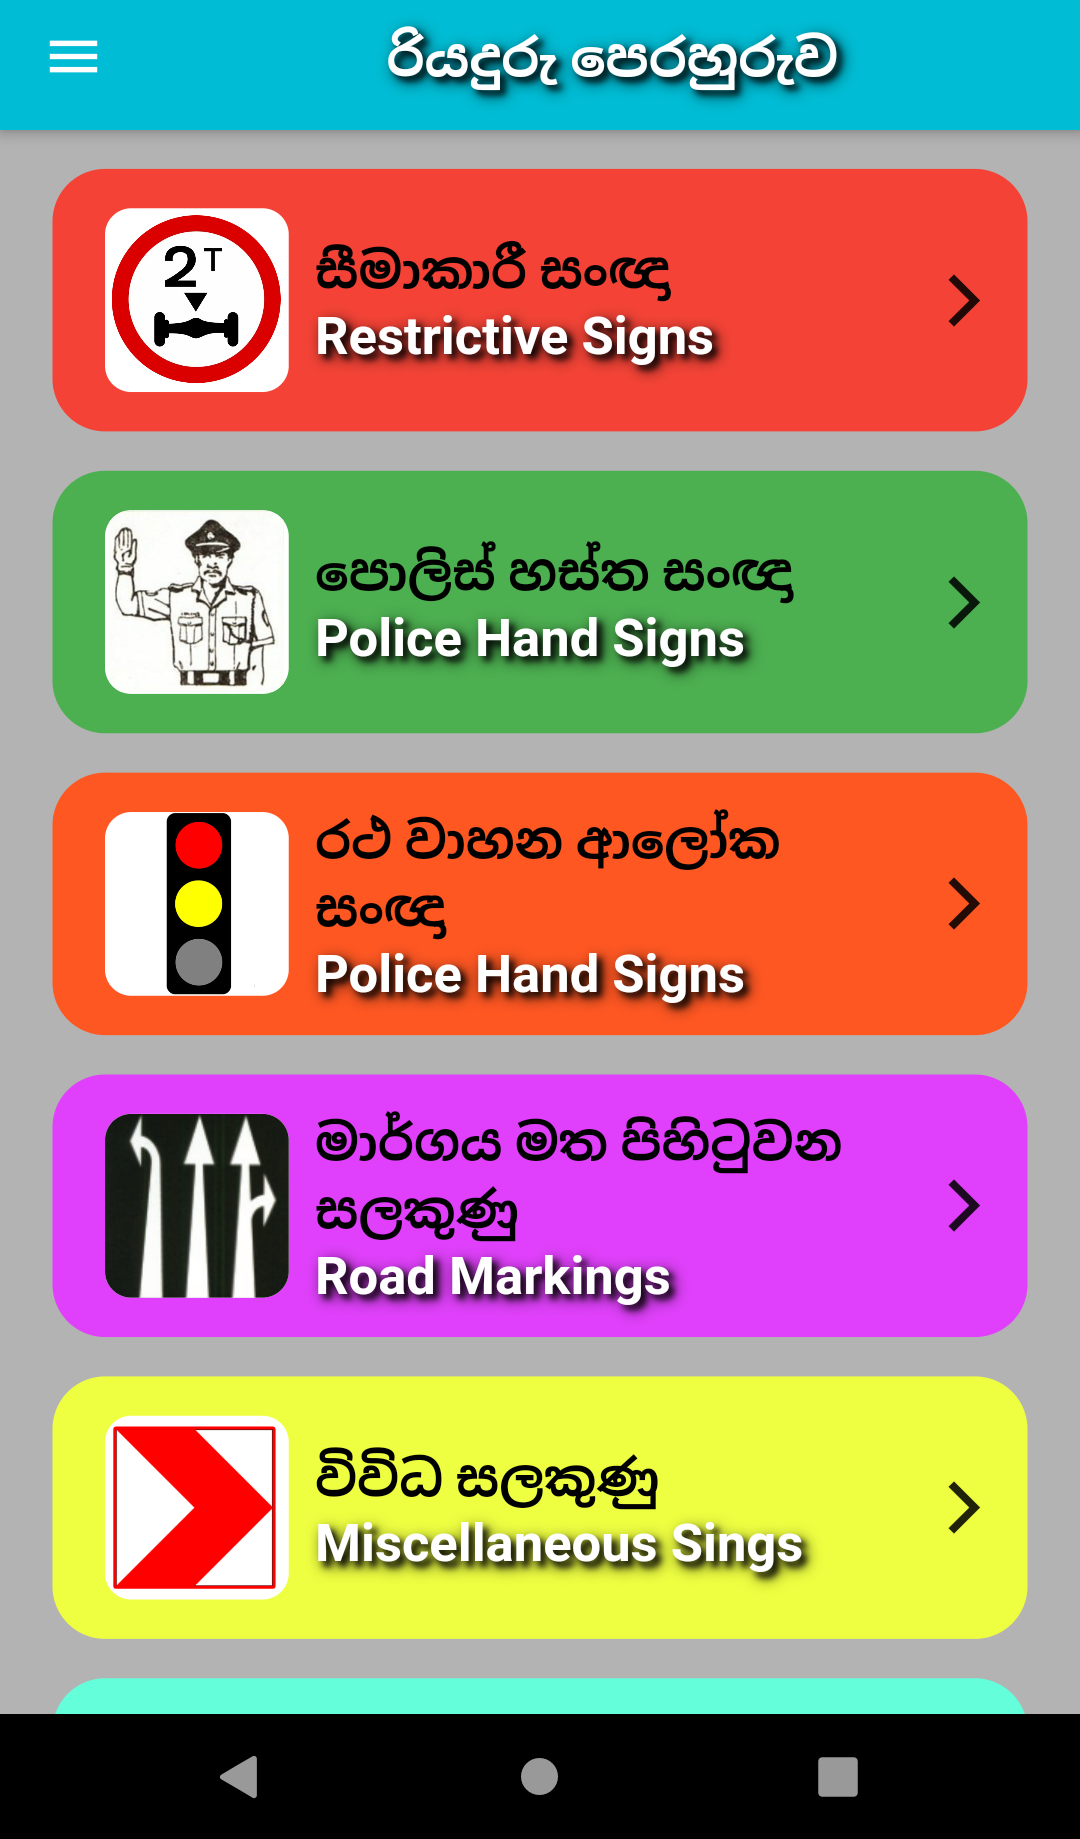 රියදුරු පෙරහුරුව
2T
සීමාකාරී සංඥා
Restrictive Signs
පොලිස් හස්ත සංඥා
Police Hand Signs
රථ වාහන ආලෝක
සංඥා
Police Hand Signs
මාර්ගය මත පිහිටුවන
සලකුණු
Road Markings
විවිධ සලකුණු
Miscellaneous Sings